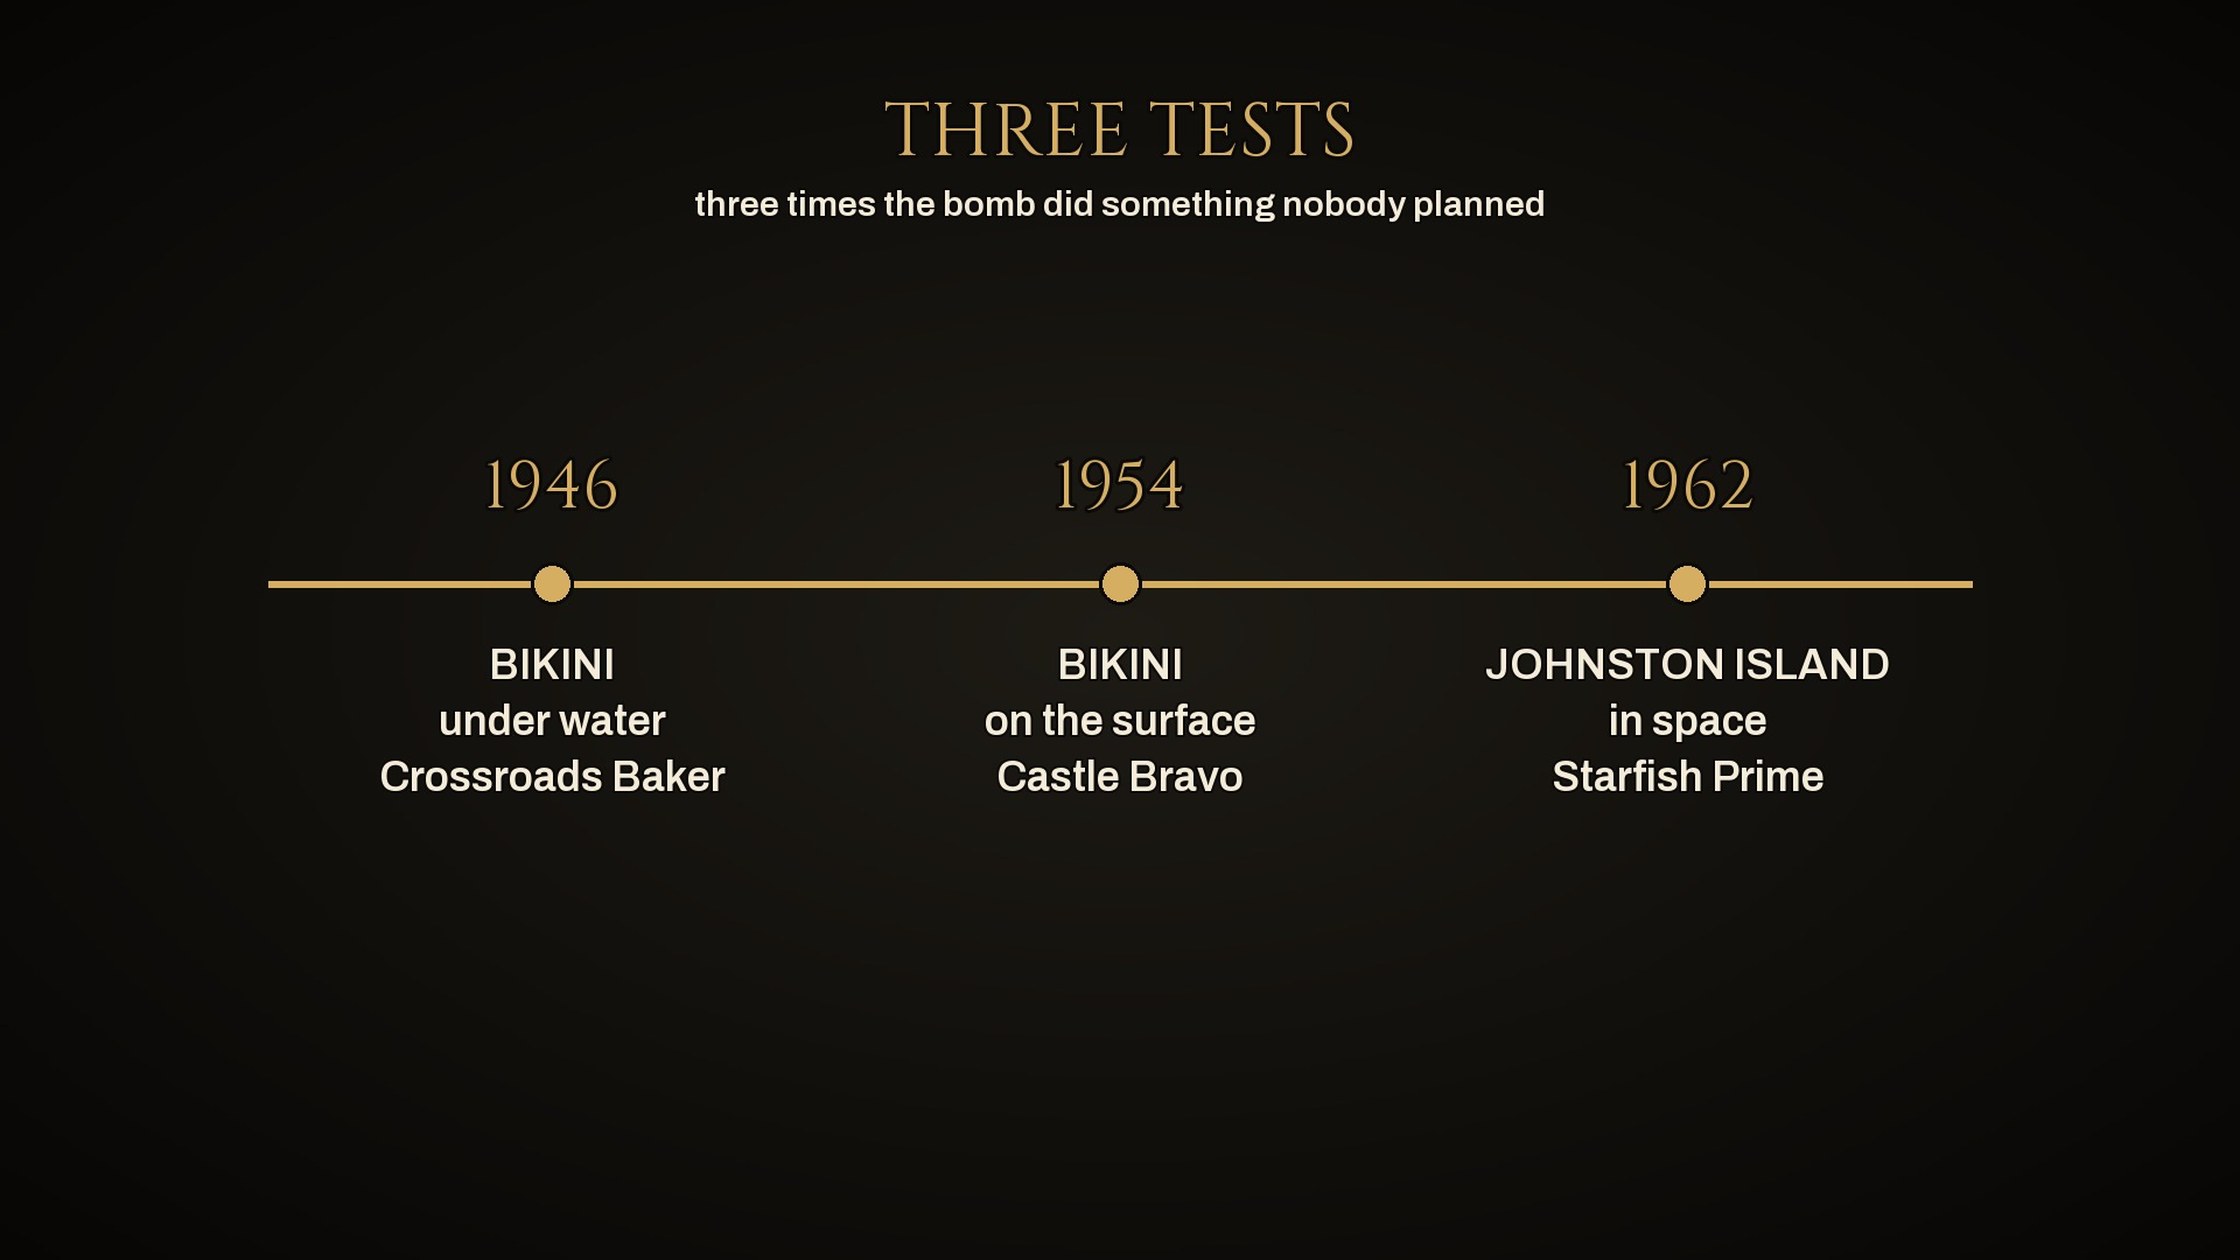 THREE TESTS
three times the bomb did something nobody planned
1946
BIKINI
under water
Crossroads Baker
1954
BIKINI
on the surface
Castle Bravo
1962
JOHNSTON ISLAND
in space
Starfish Prime